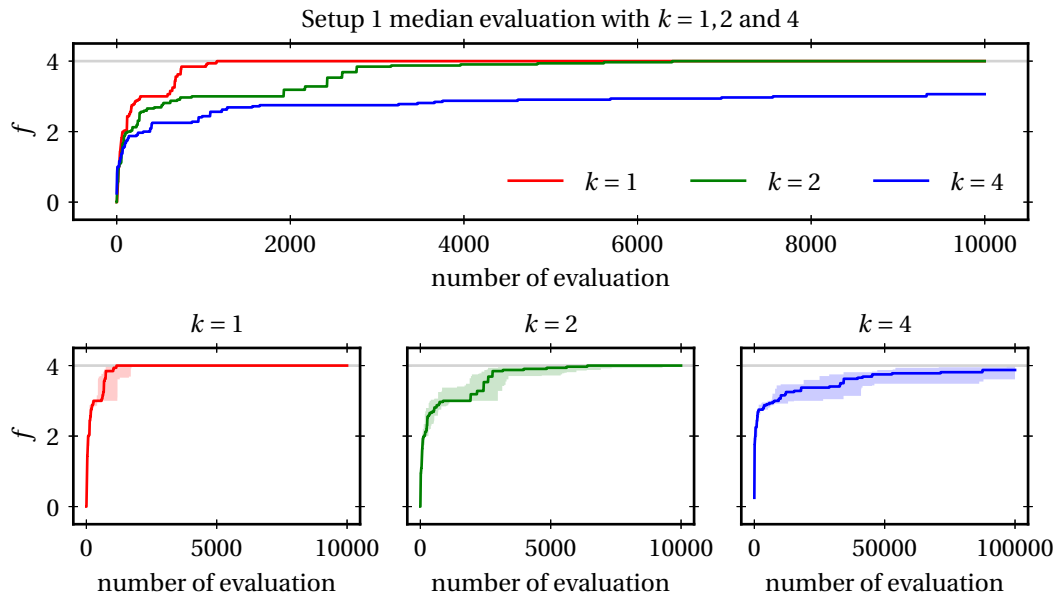 Setup 1 median evaluation with k = 1, 2 and 4
f
4
2
0
k = 1
k = 2
k = 4
0
2000
4000
6000
8000
10000
number of evaluation
k = 1
k = 2
k = 4
f
4
2
0
0
5000
10000
0
5000
10000
0
50000
100000
number of evaluation
number of evaluation
number of evaluation